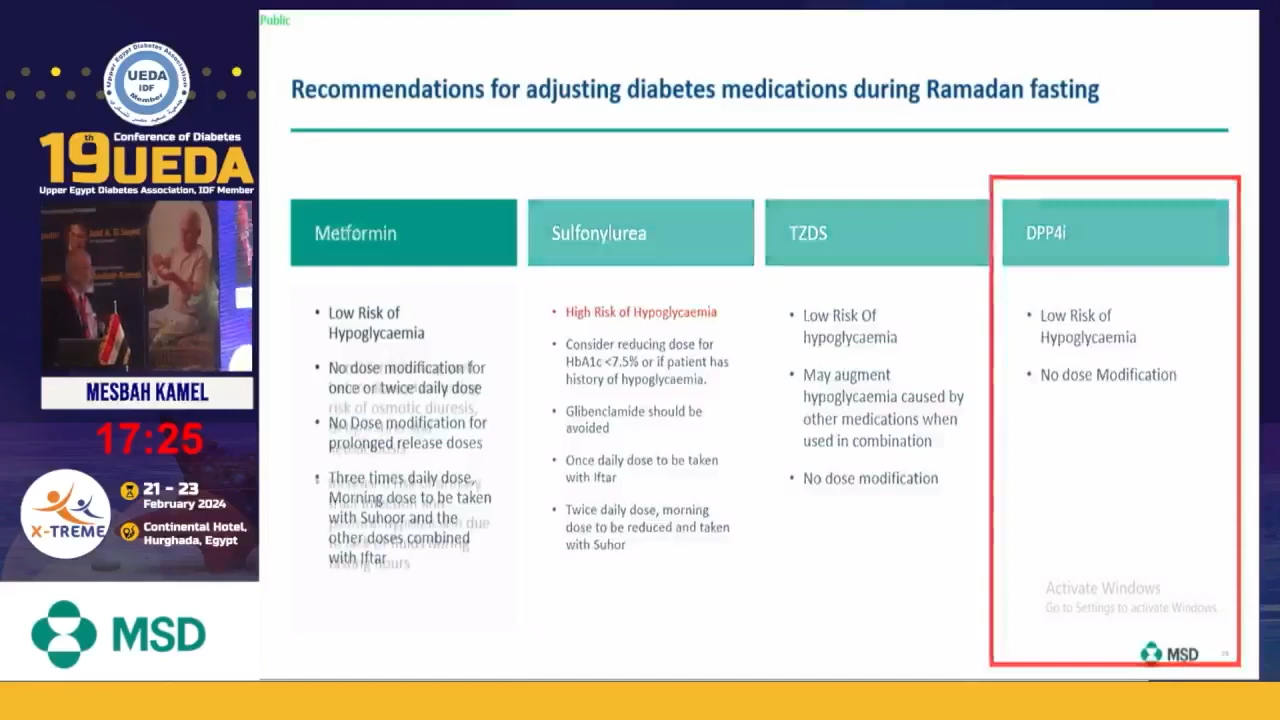 Public
Recommendations for adjusting diabetes medications during Ramadan fasting
UEDA
IDF
Member
19th
Conference of Diabetes
UEDA
Upper Egypt Diabetes Association, IDF Member
MESBAH KAMEL
17:25
X-TREME
21 - 23
February 2024
Continental Hotel,
Hurghada, Egypt
MSD
Metformin
• Low Risk of
Hypoglycaemia
• No dose modification for
once or twice daily dose
risk of osmotic diuresis,
• No Dose modification for
prolonged release doses
• Three times daily dose,
Morning dose to be taken
with Suhoor and the
other doses combined
with Iftar
Sulfonylurea
• High Risk of Hypoglycaemia
• Consider reducing dose for
HbA1c <7.5% or if patient has
history of hypoglycaemia.
• Glibenclamide should be
avoided
• Once daily dose to be taken
with Iftar
• Twice daily dose, morning
dose to be reduced and taken
with Suhor
TZDS
• Low Risk Of
hypoglycaemia
• May augment
hypoglycaemia caused by
other medications when
used in combination
• No dose modification
DPP4i
• Low Risk of
Hypoglycaemia
• No dose Modification
Activate Windows
Go to Settings to activate Windows.
MSD